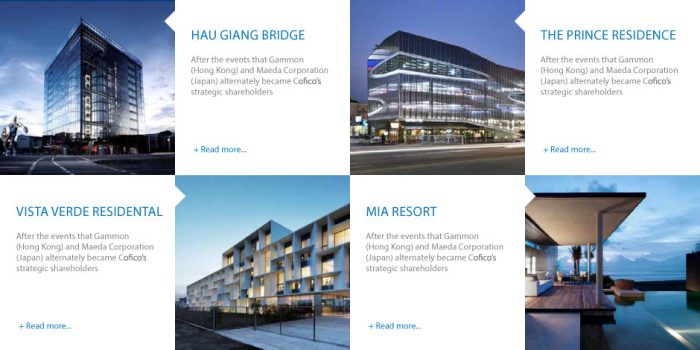 HAU GIANG BRIDGE
After the events that Gammon
(Hong Kong) and Maeda Corporation
(Japan) alternately became Cofico's
strategic shareholders
+ Read more...
THE PRINCE RESIDENCE
After the events that Gammon
(Hong Kong) and Maeda Corporation
(Japan) alternately became Cofico's
strategic shareholders
+ Read more...
VISTA VERDE RESIDENTAL
After the events that Gammon
(Hong Kong) and Maeda Corporation
(Japan) alternately became Cofico's
strategic shareholders
+ Read more...
MIA RESORT
After the events that Gammon
(Hong Kong) and Maeda Corporation
(Japan) alternately became Cofico's
strategic shareholders
+ Read more...